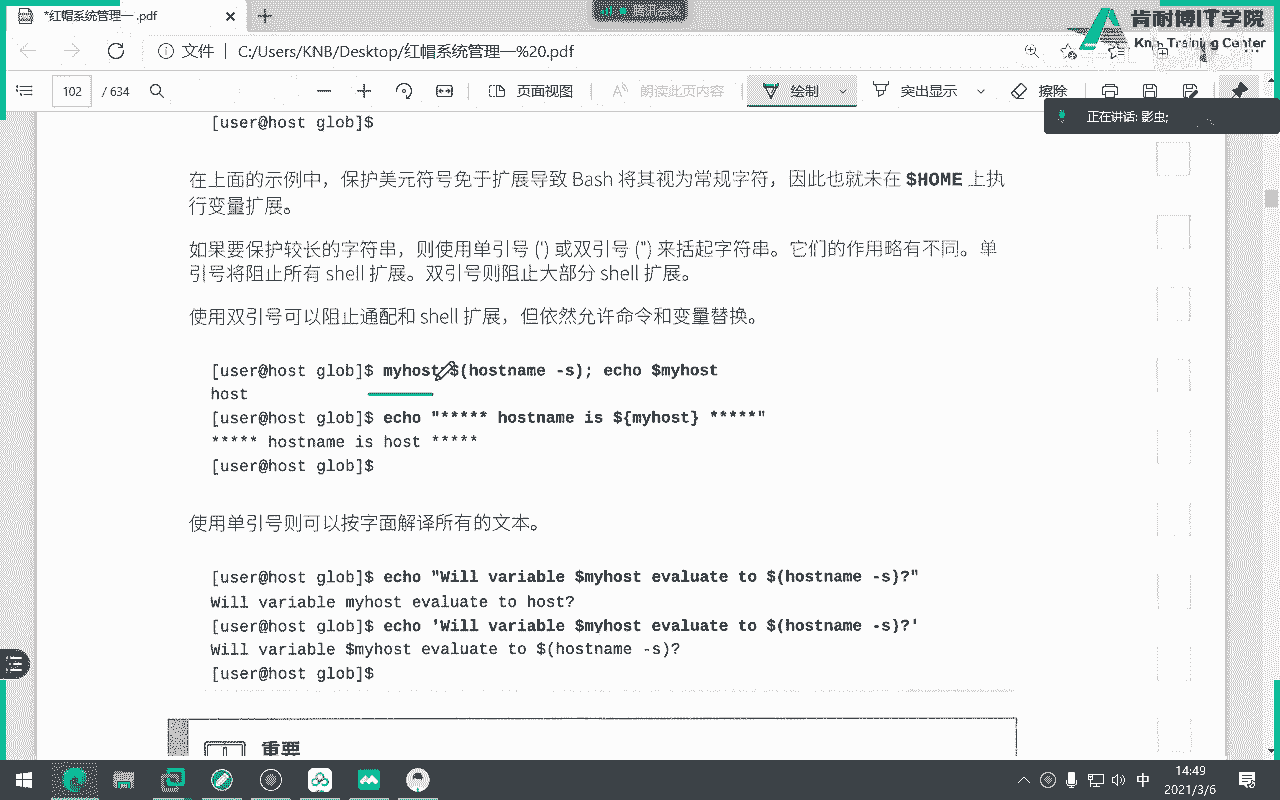 *红帽系统管理一 .pdf
肯耐博IT学院
Training Center
文件 | C:/Users/KNB/Desktop/红帽系统管理一%20.pdf
102 / 634
页面视图
朗读此页内容
绘制
突出显示
擦除
正在讲话: 影虫;
[user@host glob]$
在上面的示例中，保护美元符号免于扩展导致 Bash 将其视为常规字符，因此也就未在 $HOME 上执
行变量扩展。
如果要保护较长的字符串，则使用单引号 (') 或双引号 (") 来括起字符串。它们的作用略有不同。单
引号将阻止所有 shell 扩展。双引号则阻止大部分 shell 扩展。
使用双引号可以阻止通配和 shell 扩展，但依然允许命令和变量替换。
[user@host glob]$ myhost $(hostname -s); echo $myhost
host
[user@host glob]$ echo "***** hostname is ${myhost} *****"
***** hostname is host *****
[user@host glob]$
使用单引号则可以按字面解译所有的文本。
[user@host glob]$ echo "Will variable $myhost evaluate to $(hostname -s)?"
Will variable myhost evaluate to host?
[user@host glob]$ echo 'Will variable $myhost evaluate to $(hostname -s)?'
Will variable $myhost evaluate to $(hostname -s)?
[user@host glob]$
重要
中
14:49
2021/3/6